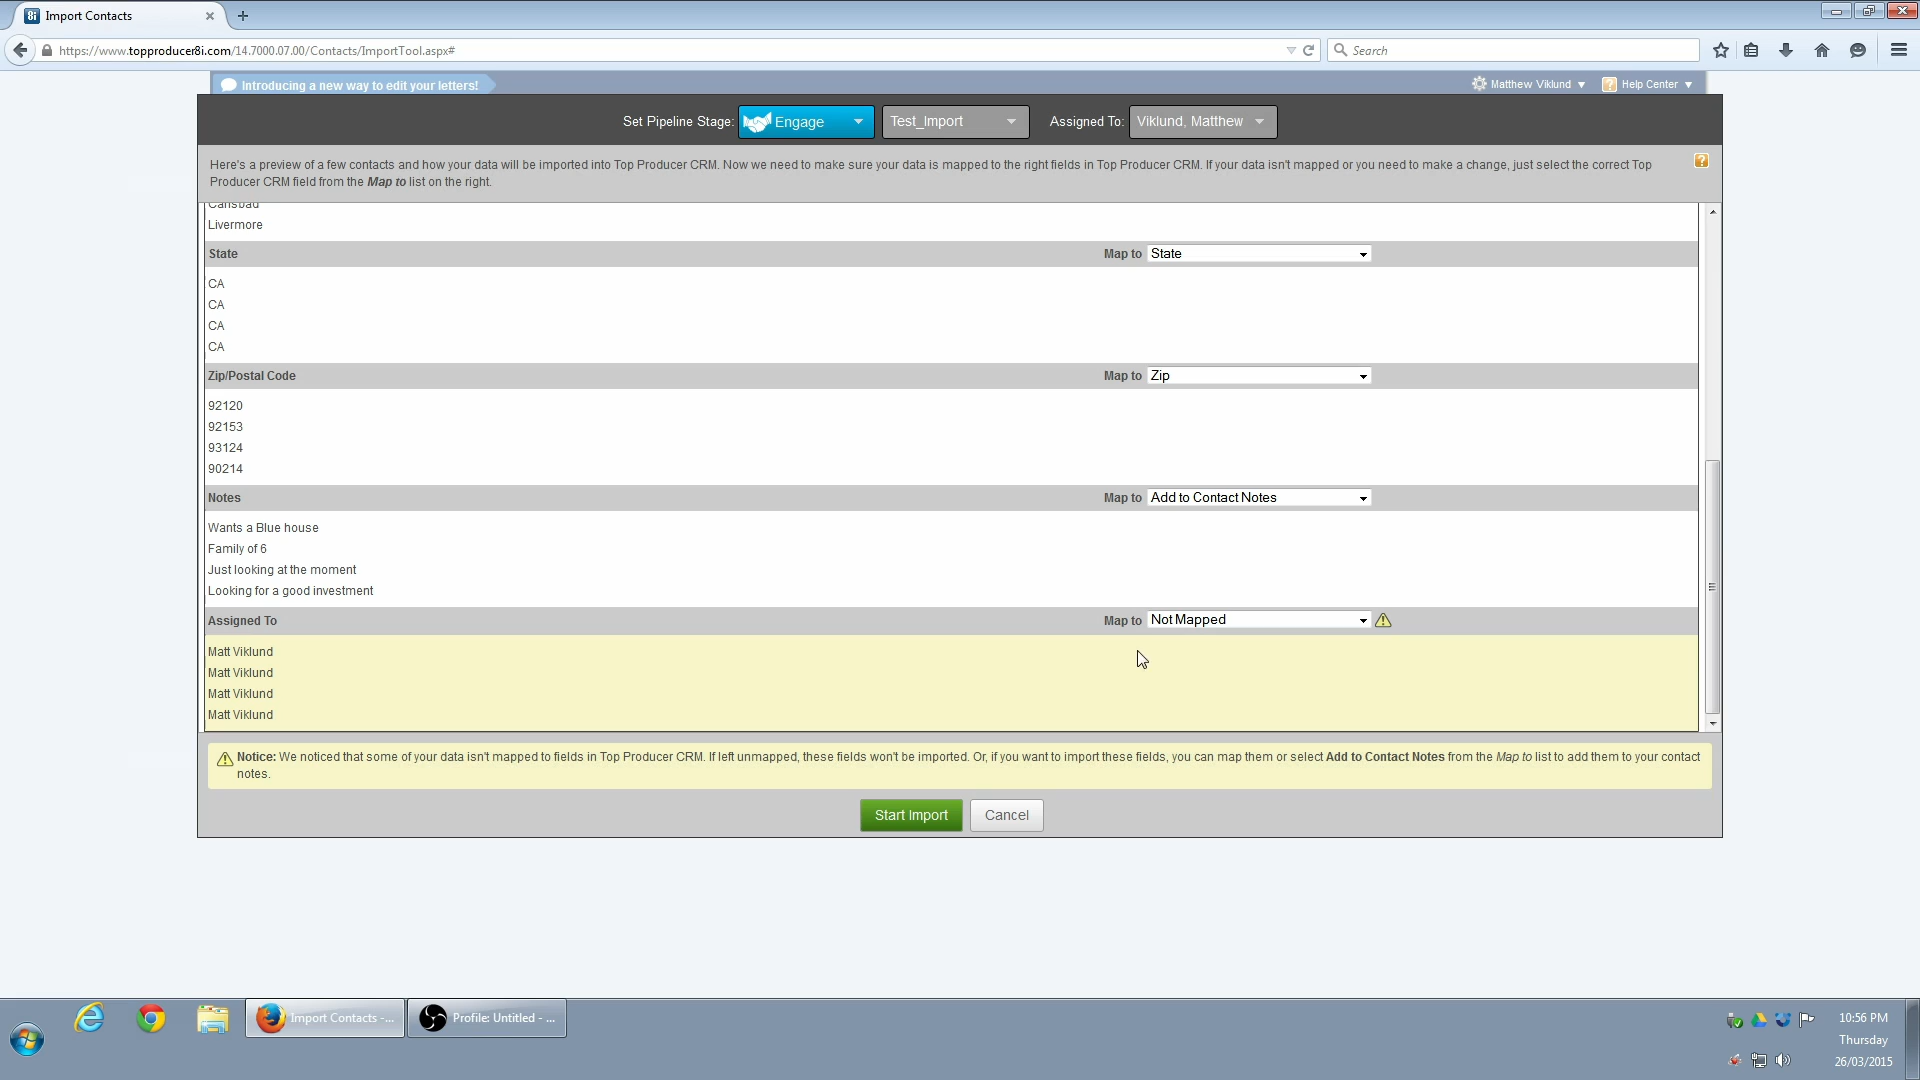 Import Contacts
https://www.topproducer8i.com/14.7000.07.00/Contacts/ImportTool.aspx#
Search
Introducing a new way to edit your letters!
Matthew Viklund
Help Center
Set Pipeline Stage:
Engage
Test_Import
Assigned To:
Viklund, Matthew
Here's a preview of a few contacts and how your data will be imported into Top Producer CRM. Now we need to make sure your data is mapped to the right fields in Top Producer CRM. If your data isn't mapped or you need to make a change, just select the correct Top
Producer CRM field from the Map to list on the right.
Carlsbad
Livermore
State
Map to
State
CA
CA
CA
CA
Zip/Postal Code
Map to
Zip
92120
92153
93124
90214
Notes
Map to
Add to Contact Notes
Wants a Blue house
Family of 6
Just looking at the moment
Looking for a good investment
Assigned To
Map to
Not Mapped
Matt Viklund
Matt Viklund
Matt Viklund
Matt Viklund
Notice: We noticed that some of your data isn't mapped to fields in Top Producer CRM. If left unmapped, these fields won't be imported. Or, if you want to import these fields, you can map them or select Add to Contact Notes from the Map to list to add them to your contact
notes.
Start Import
Cancel
Import Contacts -...
Profile: Untitled - ...
10:56 PM
Thursday
26/03/2015